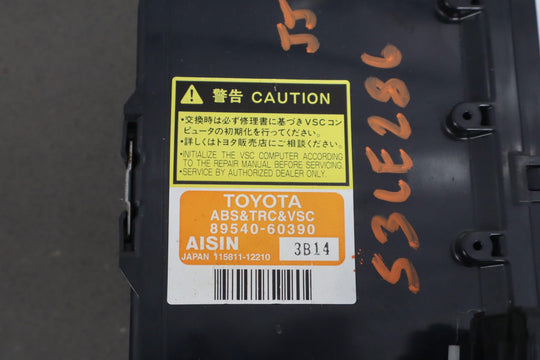 JJ
S3LE286
警告 CAUTION
・交換時は必ず修理書に基づきVSCコン
ピュータの初期化を行ってください。
・詳しくはトヨタ販売店にご相談ください。
・INITIALIZE THE VSC COMPUTER ACCORDING
TO THE REPAIR MANUAL BEFORE SERVICING.
・SERVICE BY AUTHORIZED DEALER ONLY.
TOYOTA
ABS&TRC&VSC
89540-60390
AISIN 3B14
JAPAN 115811-12210